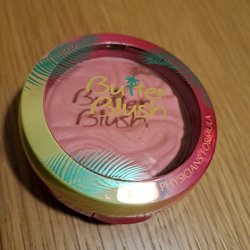 Butter
Blush
PHYSICIANS FORMULA